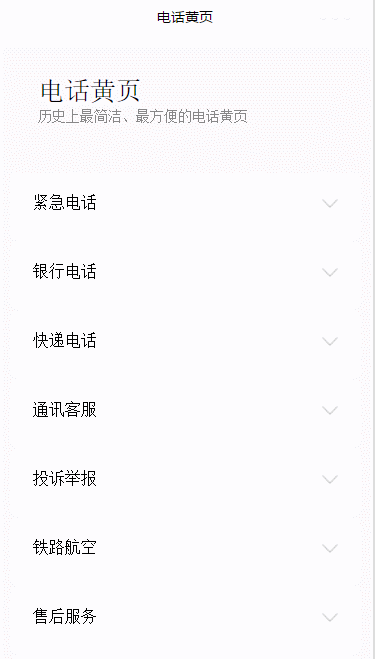 电话黄页
电话黄页
历史上最简洁、最方便的电话黄页
紧急电话
银行电话
快递电话
通讯客服
投诉举报
铁路航空
售后服务